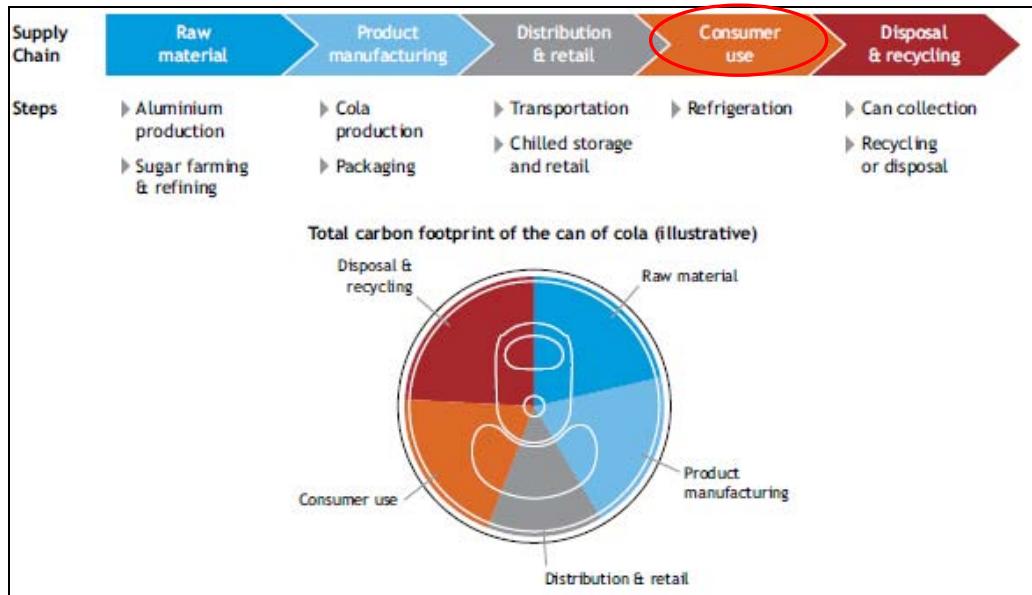 Supply
Chain
Raw
material
Product
manufacturing
Distribution
& retail
Consumer
use
Disposal
& recycling
Steps
Aluminium
production
Sugar farming
& refining
Cola
production
Packaging
Transportation
Chilled storage
and retail
Refrigeration
Can collection
Recycling
or disposal
Total carbon footprint of the can of cola (illustrative)
Disposal &
recycling
Raw material
Consumer use
Product
manufacturing
Distribution & retail